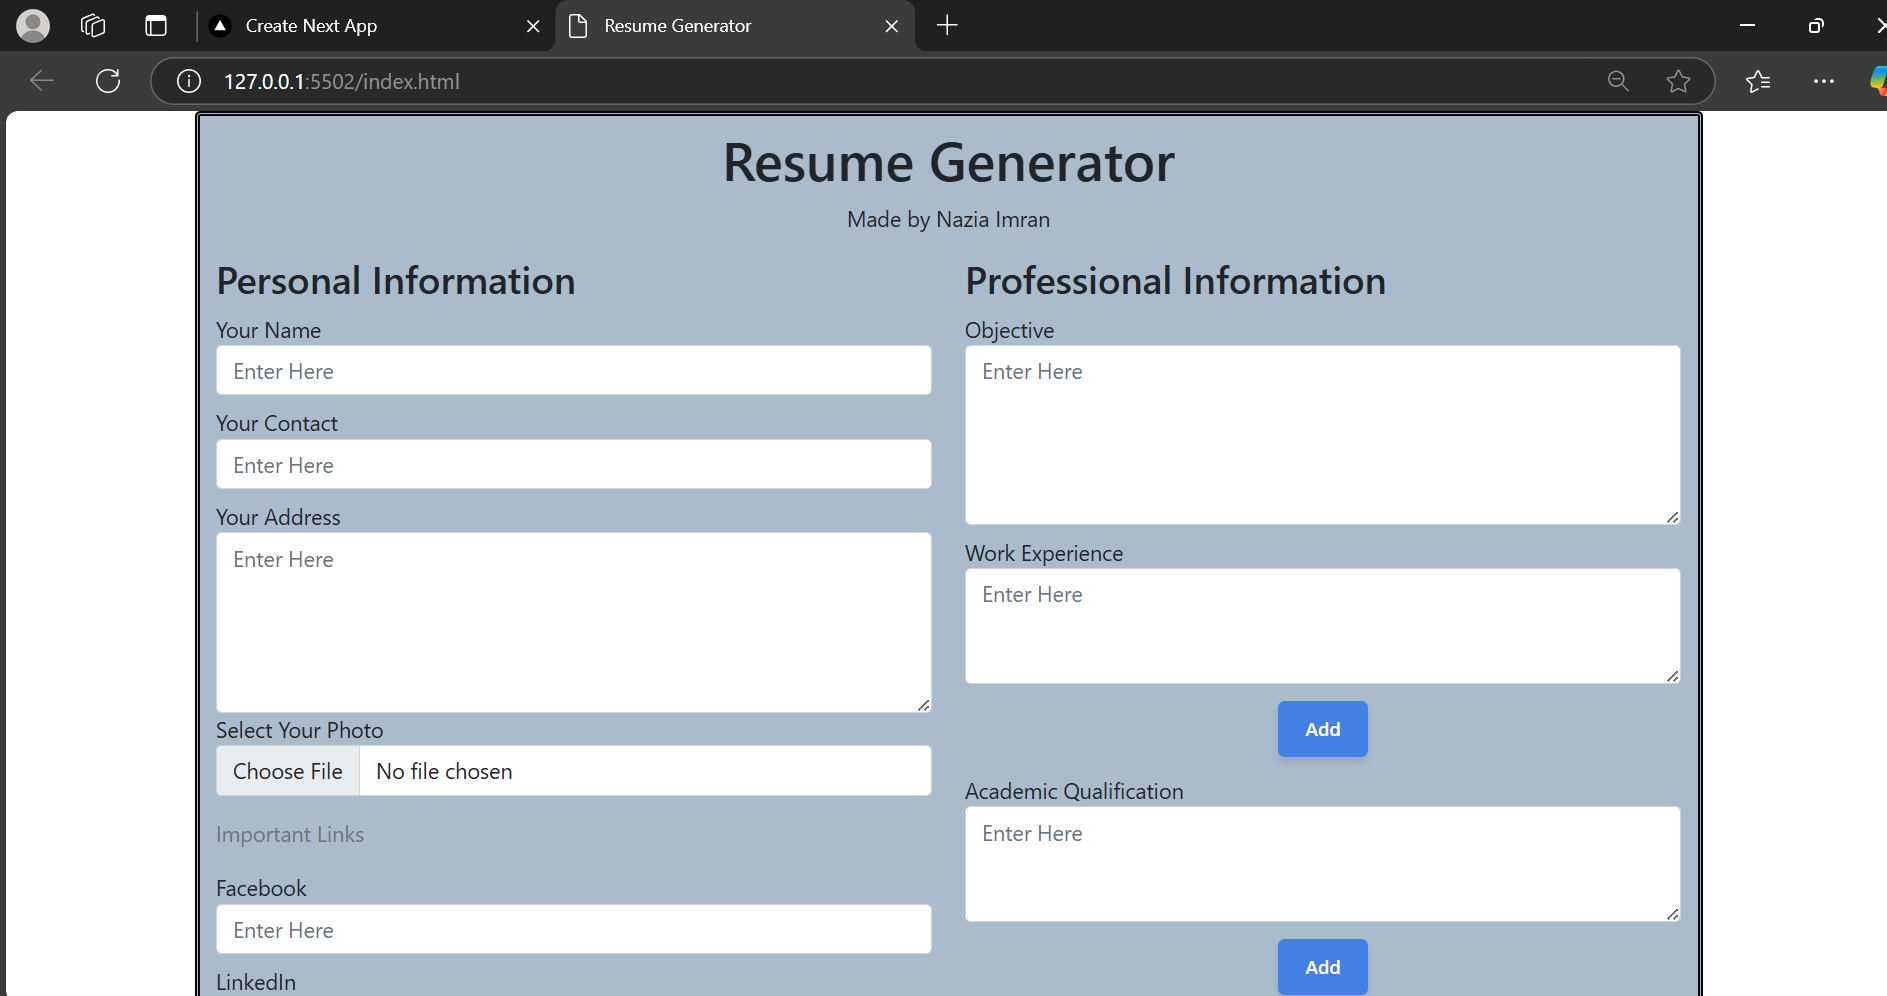 Create Next App
Resume Generator
127.0.0.1:5502/index.html
Resume Generator
Made by Nazia Imran
Personal Information
Your Name
Enter Here
Your Contact
Enter Here
Your Address
Enter Here
Select Your Photo
Choose File No file chosen
Important Links
Facebook
Enter Here
LinkedIn
Professional Information
Objective
Enter Here
Work Experience
Enter Here
Add
Academic Qualification
Enter Here
Add